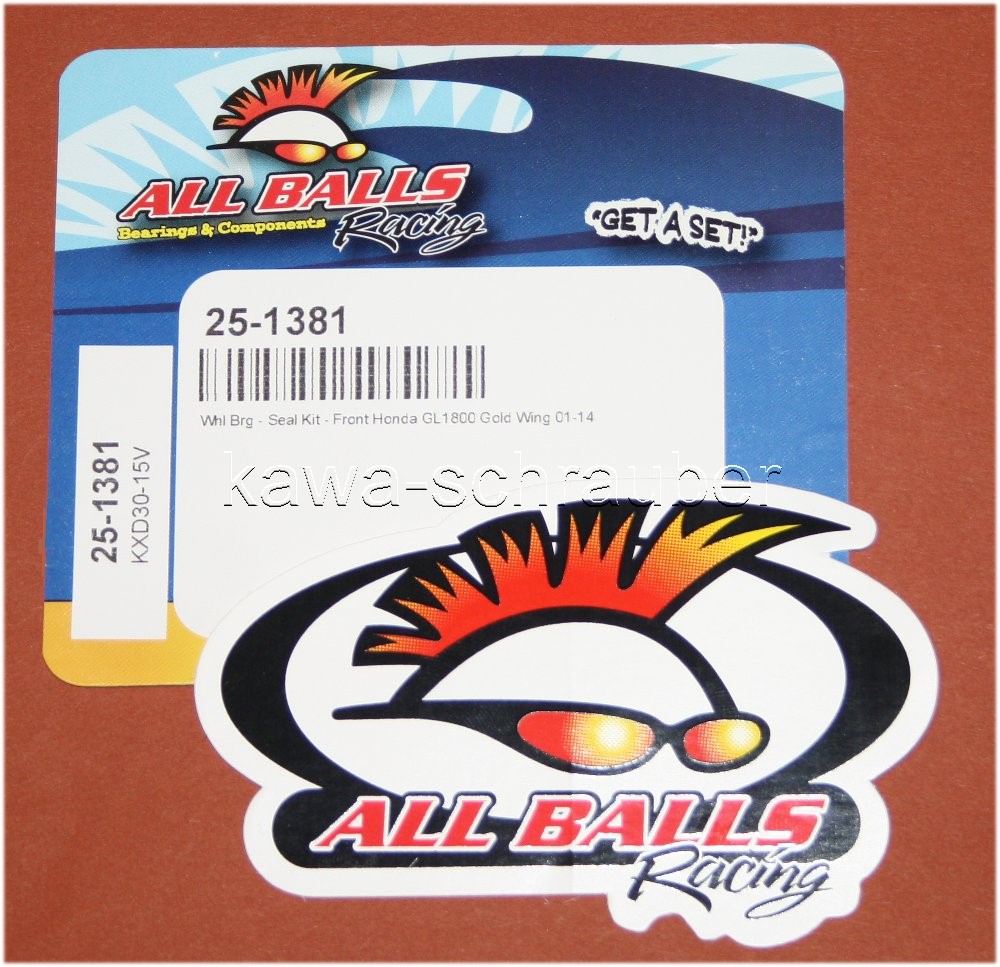 ALL BALLS
Bearings & Components
Racing
"GET A SET!"
25-1381
Whl Brg - Seal Kit - Front Honda GL1800 Gold Wing 01-14
25-1381
KXD30-15V
kawa-schrauber
ALL BALLS
Racing